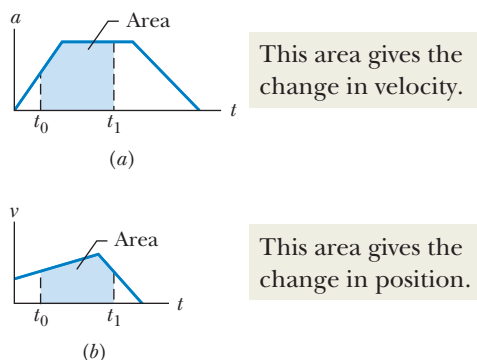 a
Area
This area gives the
change in velocity.
t₀ t₁ t
(a)
v
Area
This area gives the
change in position.
t₀ t₁ t
(b)